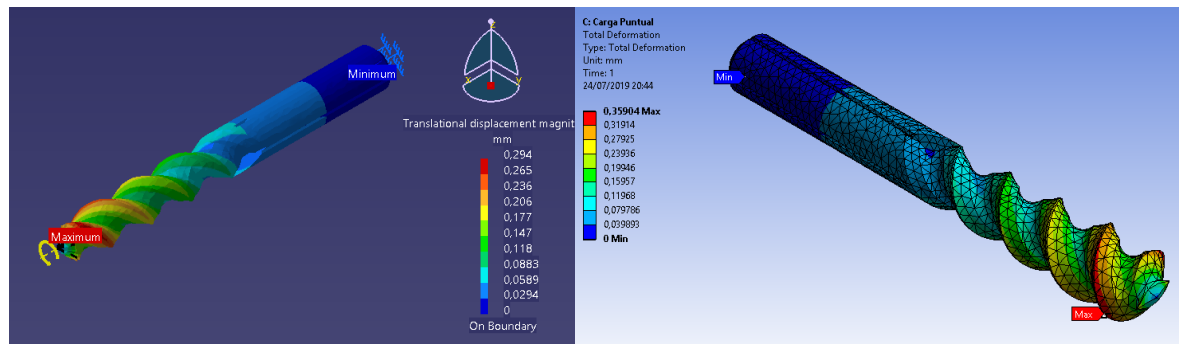 Minimum
Maximum
z
x
y
Translational displacement magnit
mm
0,294
0,265
0,236
0,206
0,177
0,147
0,118
0,0883
0,0589
0,0294
0
On Boundary
C: Carga Puntual
Total Deformation
Type: Total Deformation
Unit: mm
Time: 1
24/07/2019 20:44
0,35904 Max
0,31914
0,27925
0,23936
0,19946
0,15957
0,11968
0,079786
0,039893
0 Min
Min
Max